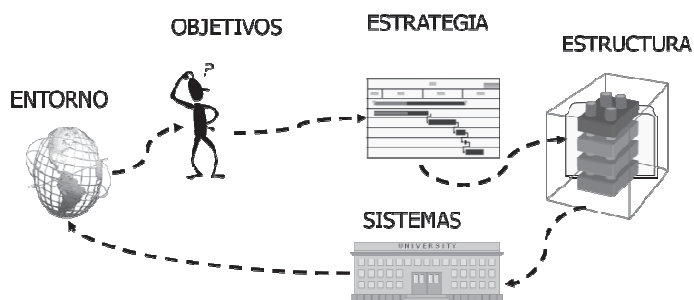 OBJETIVOS
ESTRATEGIA
ESTRUCTURA
ENTORNO
?
SISTEMAS
UNIVERSITY